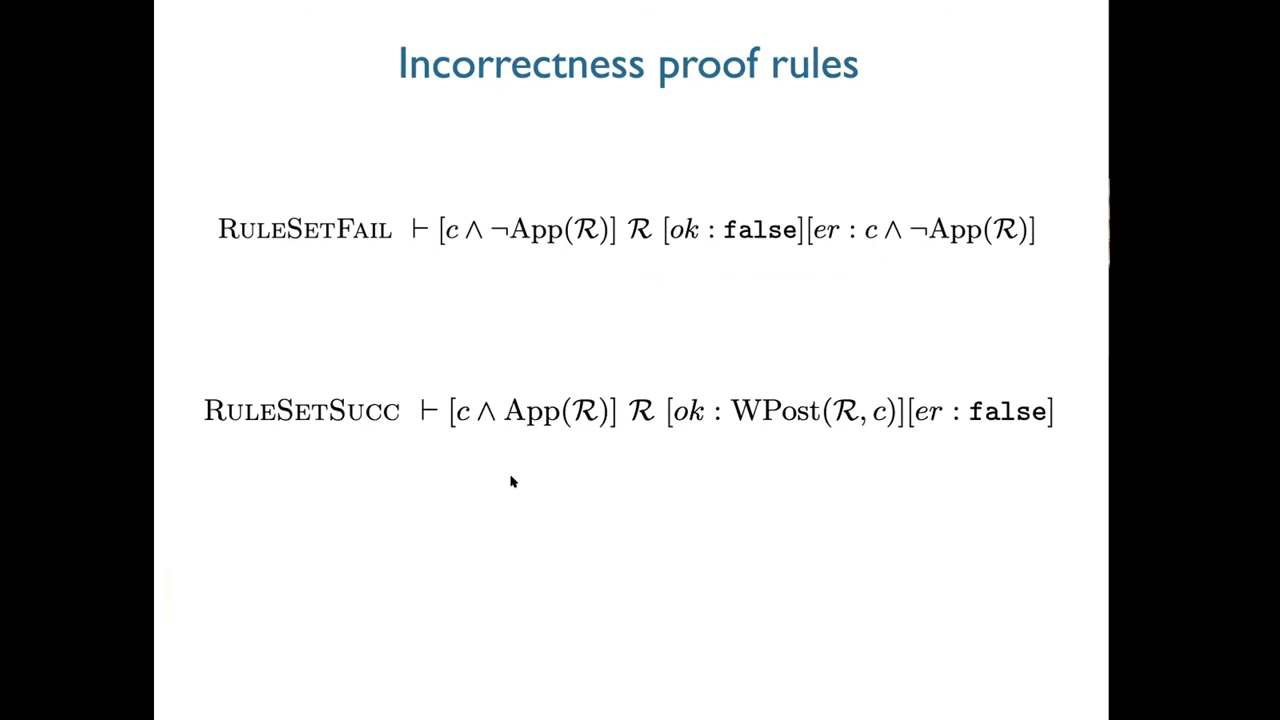 Incorrectness proof rules
RULESETFAIL ⊢ [c ∧ ¬App(ℛ)] ℛ [ok : false][er : c ∧ ¬App(ℛ)]
RULESETSUCC ⊢ [c ∧ App(ℛ)] ℛ [ok : WPost(ℛ, c)][er : false]